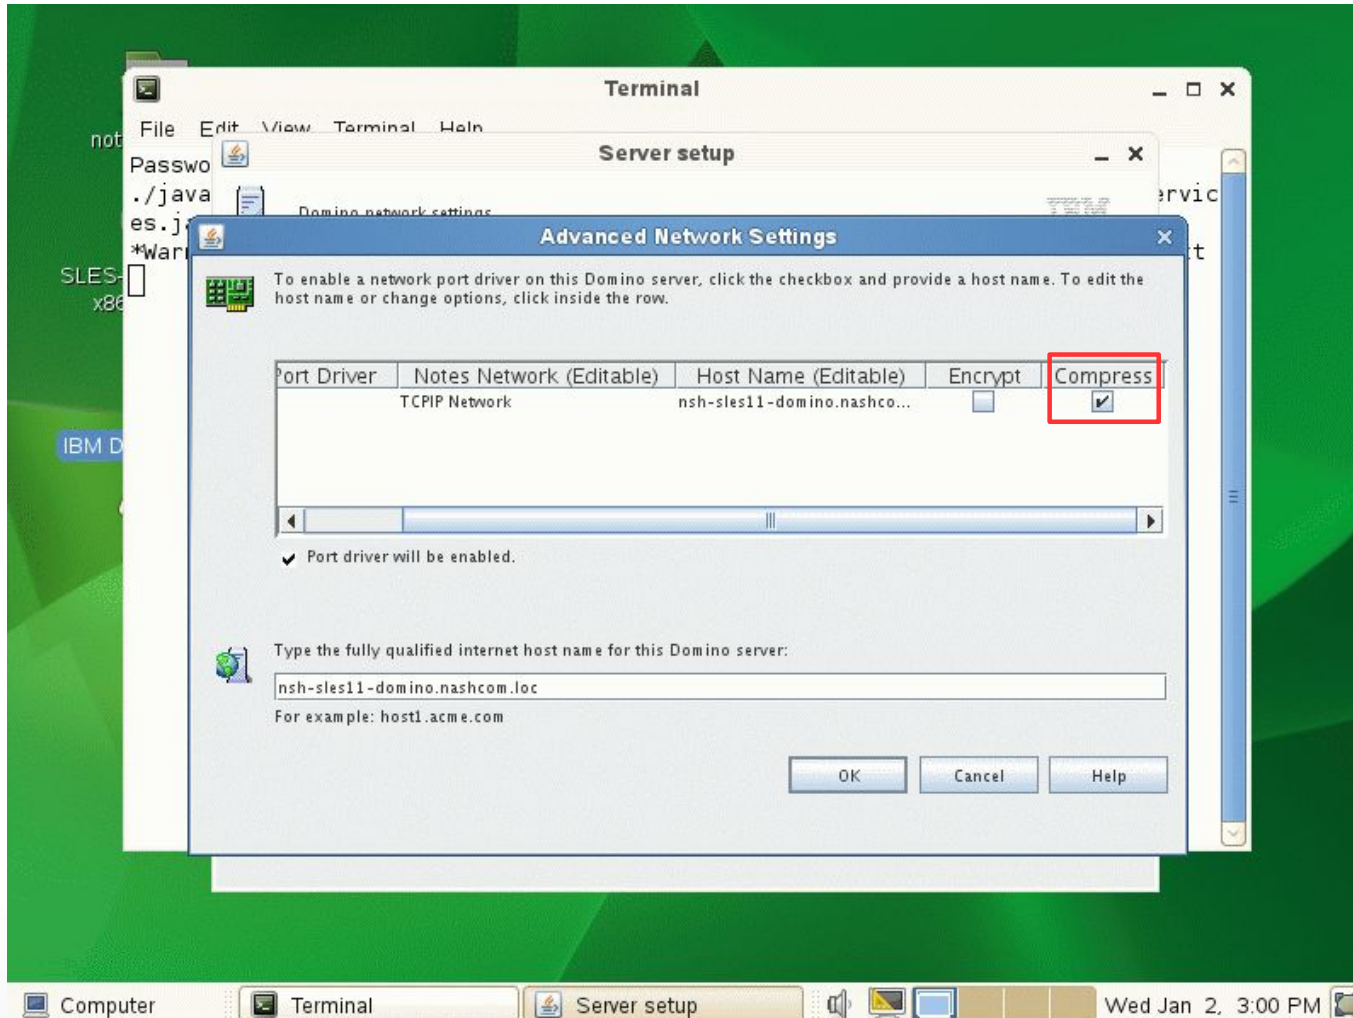 Terminal
File Edit View Terminal Help
not
Passwo
Server setup
./java
ervic
Domino network settings
IBM
es.j
*War
t
Advanced Network Settings
SLES-
x86
To enable a network port driver on this Domino server, click the checkbox and provide a host name. To edit the
host name or change options, click inside the row.
Port Driver Notes Network (Editable) Host Name (Editable) Encrypt Compress
TCPIP Network nsh-sles11-domino.nashco...
IBM D
Port driver will be enabled.
Type the fully qualified internet host name for this Domino server:
nsh-sles11-domino.nashcom.loc
For example: host1.acme.com
OK Cancel Help
Computer Terminal Server setup Wed Jan 2, 3:00 PM